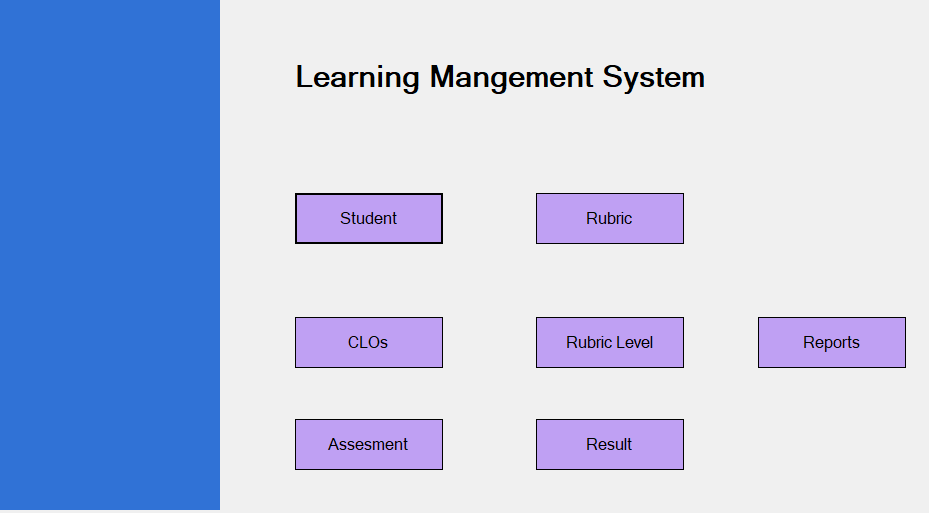 Learning Mangement System
Student
Rubric
CLOs
Rubric Level
Reports
Assesment
Result